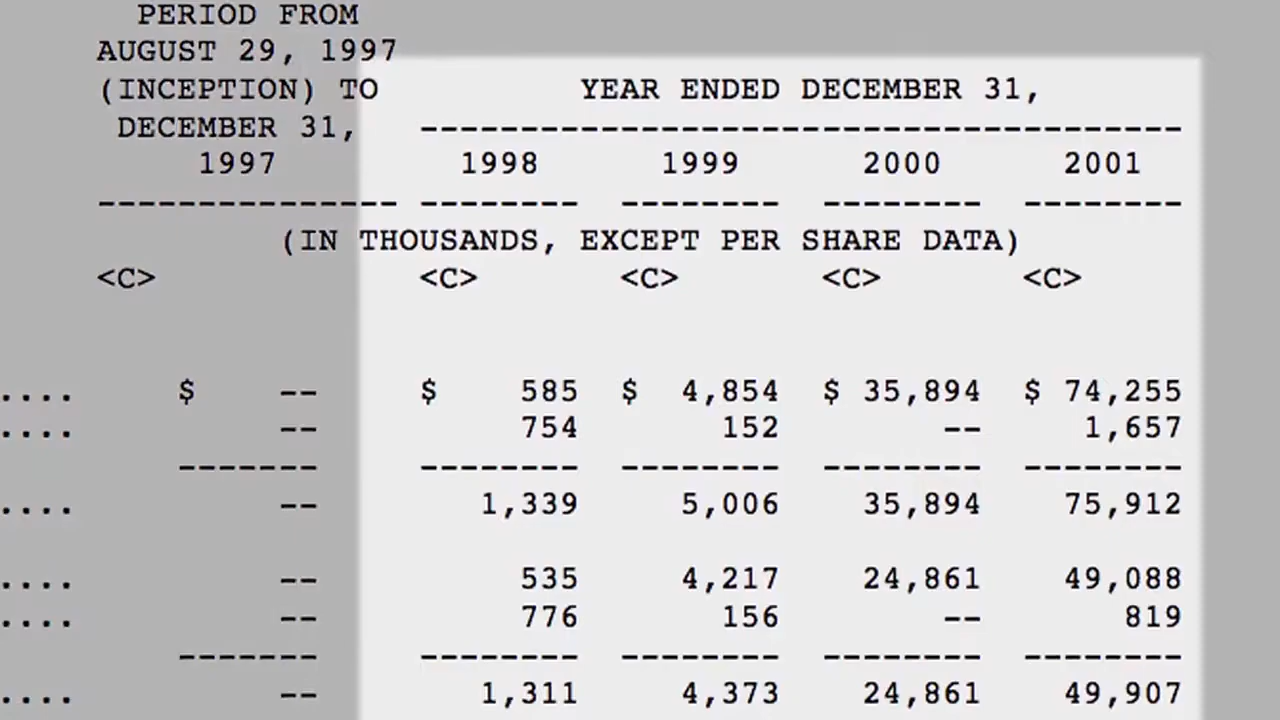 PERIOD FROM
AUGUST 29, 1997
(INCEPTION) TO YEAR ENDED DECEMBER 31,
DECEMBER 31, --------------------------------------
1997 1998 1999 2000 2001
--------------- -------- -------- -------- --------
(IN THOUSANDS, EXCEPT PER SHARE DATA)
<C> <C> <C> <C> <C>
.... $ -- $ 585 $ 4,854 $ 35,894 $ 74,255
.... -- 754 152 -- 1,657
------- -------- -------- -------- --------
.... -- 1,339 5,006 35,894 75,912
.... -- 535 4,217 24,861 49,088
.... -- 776 156 -- 819
------- -------- -------- -------- --------
.... -- 1,311 4,373 24,861 49,907